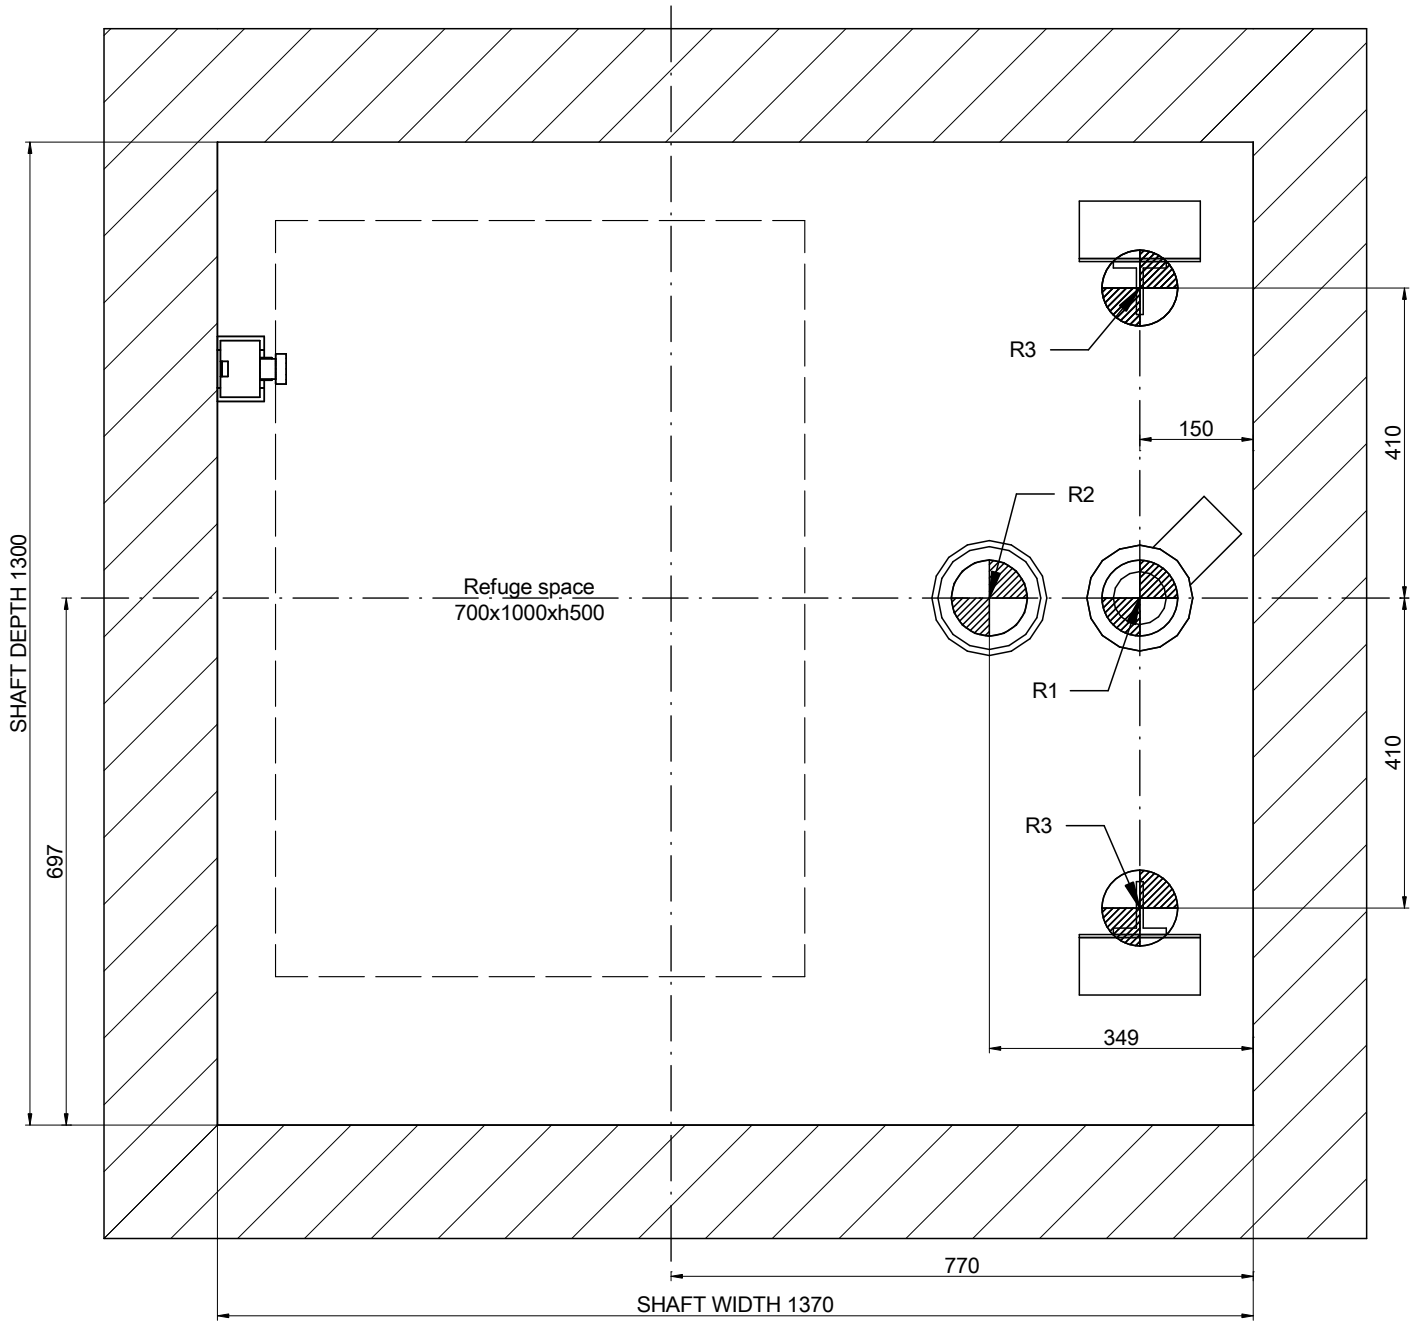 R3
150
410
R2
SHAFT DEPTH 1300
Refuge space
700x1000xh500
R1
410
R3
697
349
770
SHAFT WIDTH 1370